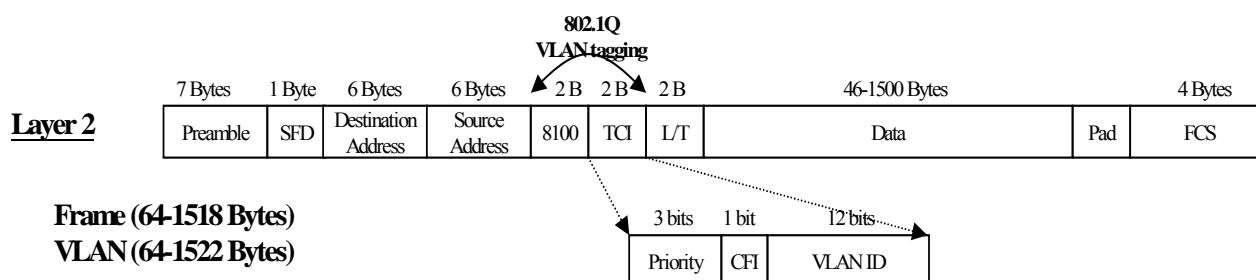 802.1Q
VLAN tagging
7 Bytes 1 Byte 6 Bytes 6 Bytes 2 B 2 B 2 B 46-1500 Bytes 4 Bytes
Layer 2
Preamble SFD Destination Address Source Address 8100 TCI L/T Data Pad FCS
Frame (64-1518 Bytes)
VLAN (64-1522 Bytes)
3 bits 1 bit 12 bits
Priority CFI VLAN ID